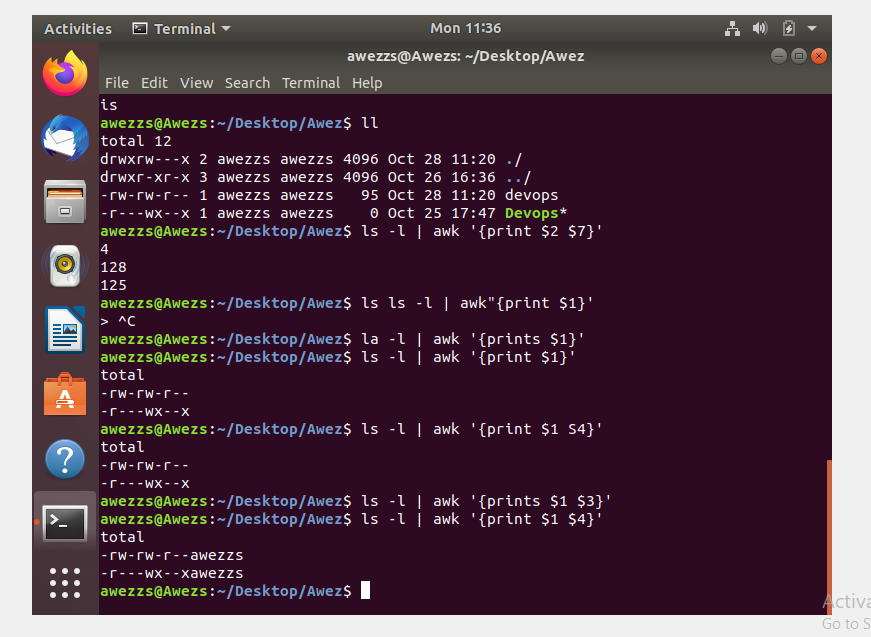 Activities Terminal Mon 11:36
awezzs@Awezs: ~/Desktop/Awez
File Edit View Search Terminal Help
is
awezzs@Awezs:~/Desktop/Awez$ ll
total 12
drwxrw---x 2 awezzs awezzs 4096 Oct 28 11:20 ./
drwxr-xr-x 3 awezzs awezzs 4096 Oct 26 16:36 ../
-rw-rw-r-- 1 awezzs awezzs   95 Oct 28 11:20 devops
-r---wx--x 1 awezzs awezzs    0 Oct 25 17:47 Devops*
awezzs@Awezs:~/Desktop/Awez$ ls -l | awk '{print $2 $7}'
4
128
125
awezzs@Awezs:~/Desktop/Awez$ ls ls -l | awk"{print $1}'
> ^C
awezzs@Awezs:~/Desktop/Awez$ la -l | awk '{prints $1}'
awezzs@Awezs:~/Desktop/Awez$ ls -l | awk '{print $1}'
total
-rw-rw-r--
-r---wx--x
awezzs@Awezs:~/Desktop/Awez$ ls -l | awk '{print $1 S4}'
total
-rw-rw-r--
-r---wx--x
awezzs@Awezs:~/Desktop/Awez$ ls -l | awk '{prints $1 $3}'
awezzs@Awezs:~/Desktop/Awez$ ls -l | awk '{print $1 $4}'
total
-rw-rw-r--awezzs
-r---wx--xawezzs
awezzs@Awezs:~/Desktop/Awez$
Activa
Go to S